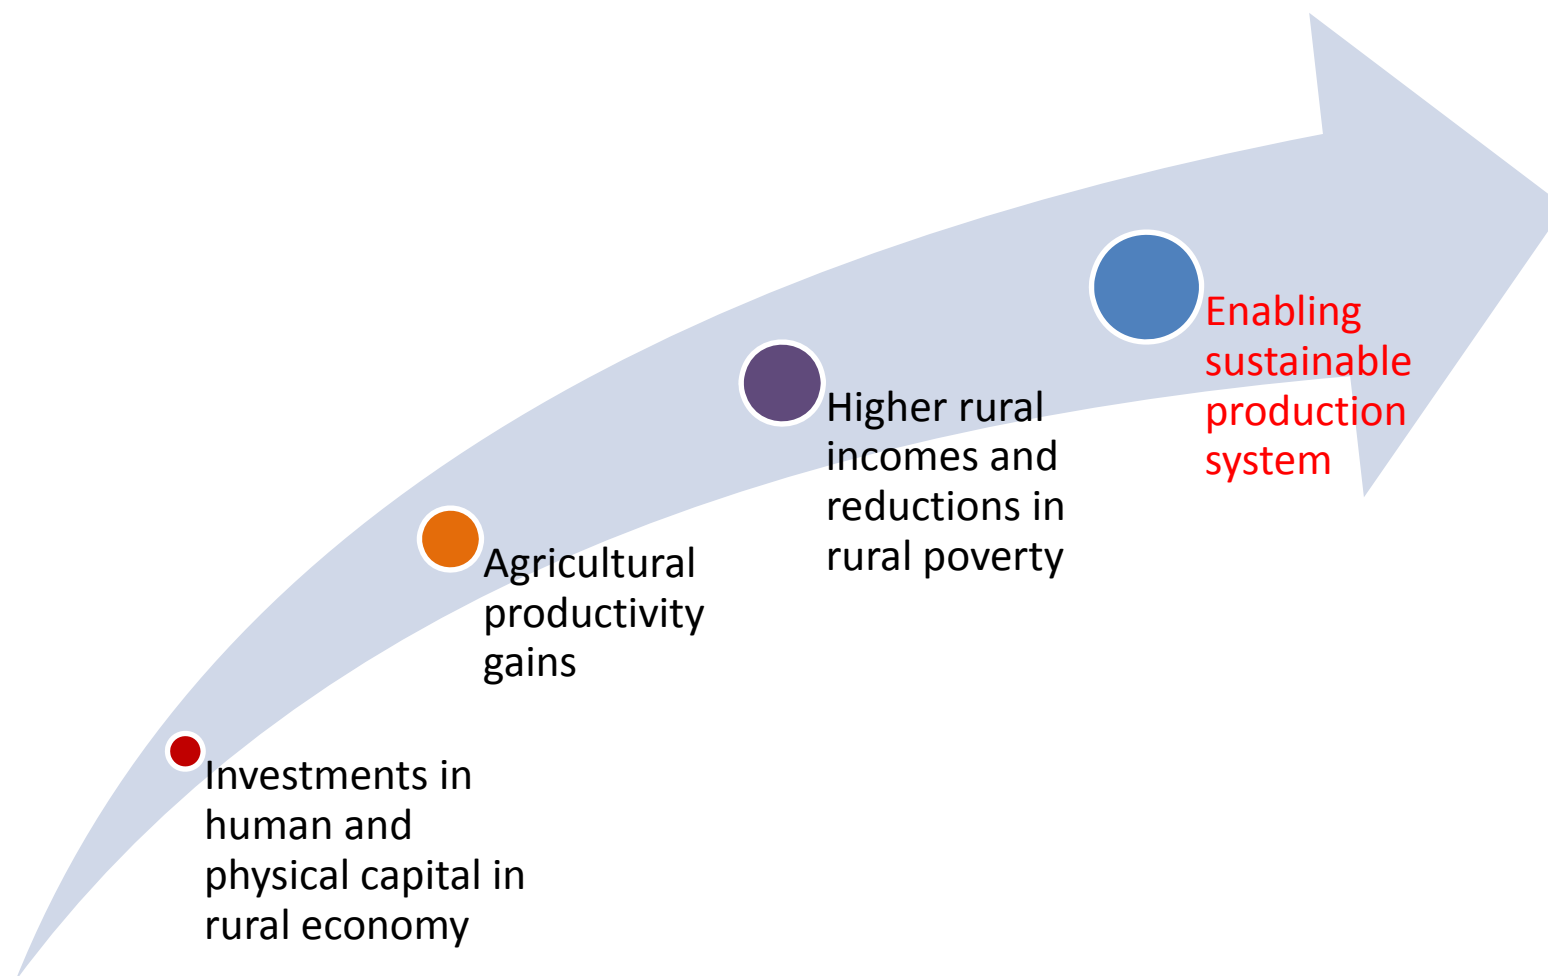 Investments in
human and
physical capital in
rural economy
Agricultural
productivity
gains
Higher rural
incomes and
reductions in
rural poverty
Enabling
sustainable
production
system